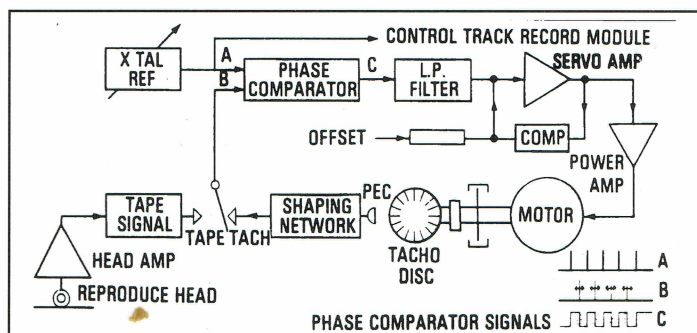 CONTROL TRACK RECORD MODULE
X TAL
REF
A
B
PHASE
COMPARATOR
C
L.P.
FILTER
SERVO AMP
OFFSET
COMP
POWER
AMP
TAPE
SIGNAL
TAPE TACH
SHAPING
NETWORK
PEC
TACHO
DISC
MOTOR
HEAD AMP
REPRODUCE HEAD
A
B
PHASE COMPARATOR SIGNALS C